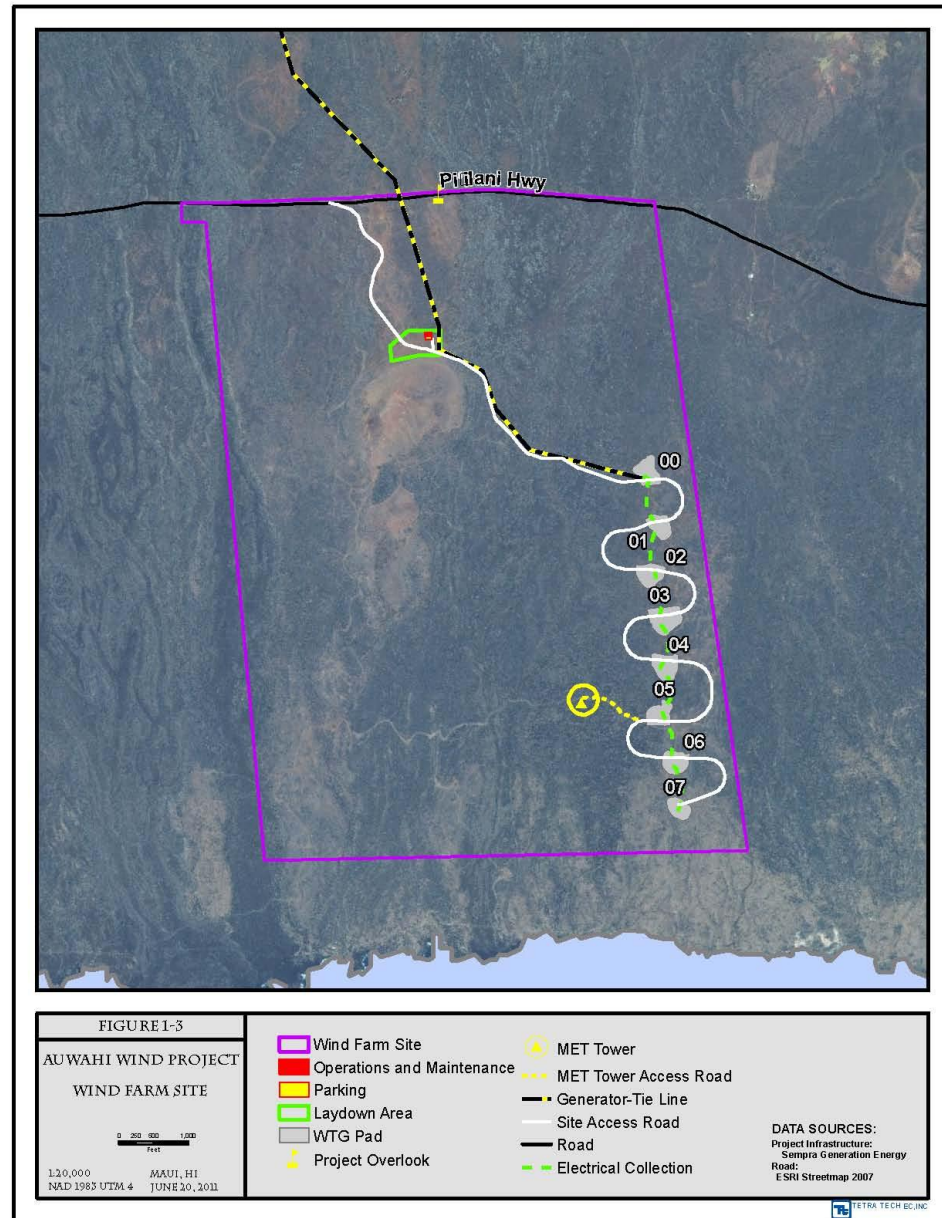 Pi'ilani Hwy
00
01
02
03
04
05
06
07
FIGURE 1-3
AUWAHI WIND PROJECT
WIND FARM SITE
0 250 500 1,000
Feet
1:20,000 MAUI, HI
NAD 1983 UTM 4 JUNE 20, 2011
Wind Farm Site
Operations and Maintenance
Parking
Laydown Area
WTG Pad
Project Overlook
MET Tower
MET Tower Access Road
Generator-Tie Line
Site Access Road
Road
Electrical Collection
DATA SOURCES:
Project Infrastructure:
Sempra Generation Energy
Road:
ESRI Streetmap 2007
TETRA TECH EC,INC